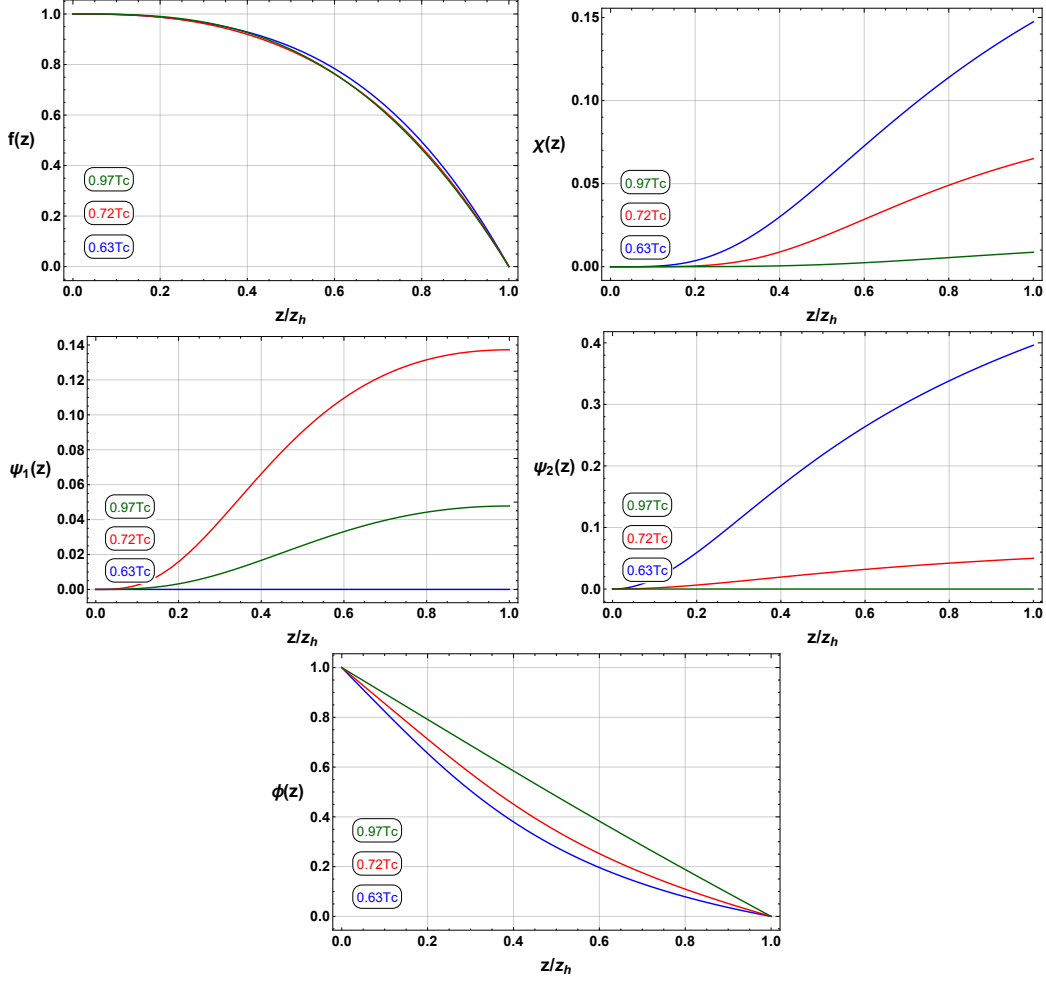 1.0
0.8
0.6
0.4
0.2
0.0
f(z)
0.97Tc
0.72Tc
0.63Tc
0.0 0.2 0.4 0.6 0.8 1.0
z/z_h
0.15
0.10
0.05
0.00
χ(z)
0.97Tc
0.72Tc
0.63Tc
0.0 0.2 0.4 0.6 0.8 1.0
z/z_h
0.14
0.12
0.10
0.08
0.06
0.04
0.02
0.00
ψ₁(z)
0.97Tc
0.72Tc
0.63Tc
0.0 0.2 0.4 0.6 0.8 1.0
z/z_h
0.4
0.3
0.2
0.1
0.0
ψ₂(z)
0.97Tc
0.72Tc
0.63Tc
0.0 0.2 0.4 0.6 0.8 1.0
z/z_h
1.0
0.8
0.6
0.4
0.2
0.0
ϕ(z)
0.97Tc
0.72Tc
0.63Tc
0.0 0.2 0.4 0.6 0.8 1.0
z/z_h